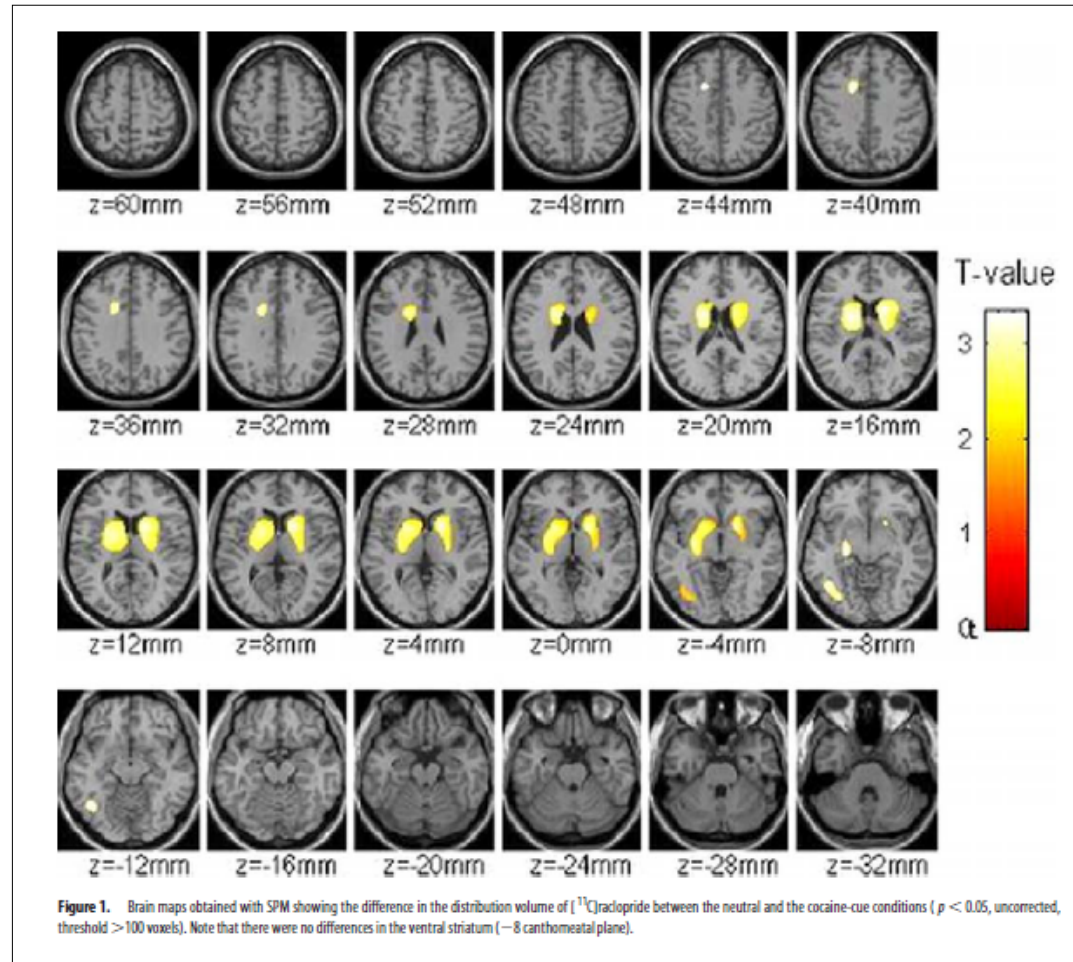 z=60mm z=56mm z=52mm z=48mm z=44mm z=40mm
T-value
z=36mm z=32mm z=28mm z=24mm z=20mm z=16mm
3
2
1
0t
z=12mm z=8mm z=4mm z=0mm z=-4mm z=-8mm
z=-12mm z=-16mm z=-20mm z=-24mm z=-28mm z=-32mm
Figure 1. Brain maps obtained with SPM showing the difference in the distribution volume of [¹¹C]raclopride between the neutral and the cocaine-cue conditions ( p < 0.05, uncorrected,
threshold >100 voxels). Note that there were no differences in the ventral striatum (−8 canthomeatal plane).